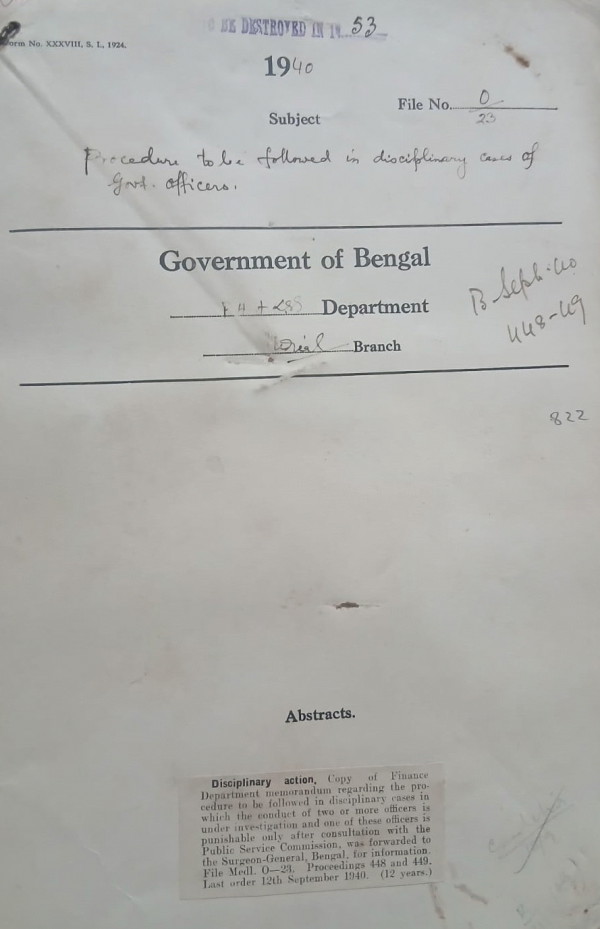 BE DESTROYED IN 19 53
Form No. XXXVIII, S. I., 1924.
1940
File No. O
23
Subject
Procedure to be followed in disciplinary cases of
Govt. officers.
Government of Bengal
Department
Branch
B Sept. 40
448-49
822
Abstracts.
Disciplinary action. Copy of Finance
Department memorandum regarding the pro-
cedure to be followed in disciplinary cases in
which the conduct of two or more officers is
under investigation and one of these officers is
punishable only after consultation with the
Public Service Commission, was forwarded to
the Surgeon-General, Bengal, for information.
File Medl. O—23. Proceedings 448 and 449.
Last order 12th September 1940. (12 years.)